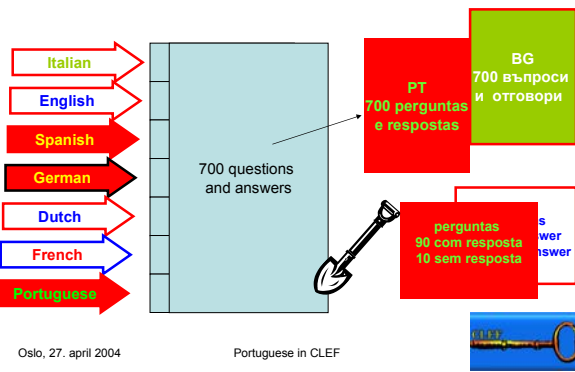 Italian
English
Spanish
German
Dutch
French
Portuguese
700 questions
and answers
PT
700 perguntas
e respostas
BG
700 въпроси
и отговори
perguntas
90 com resposta
10 sem resposta
Oslo, 27. april 2004
Portuguese in CLEF
CLEF